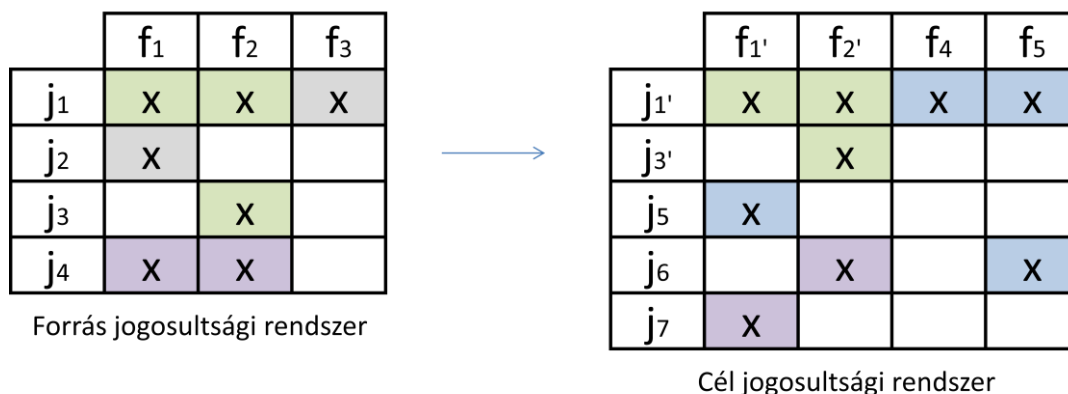 f1 f2 f3
j1 x x x
j2 x
j3 x
j4 x x
Forrás jogosultsági rendszer
f1' f2' f4 f5
j1' x x x x
j3' x
j5 x
j6 x x
j7 x
Cél jogosultsági rendszer